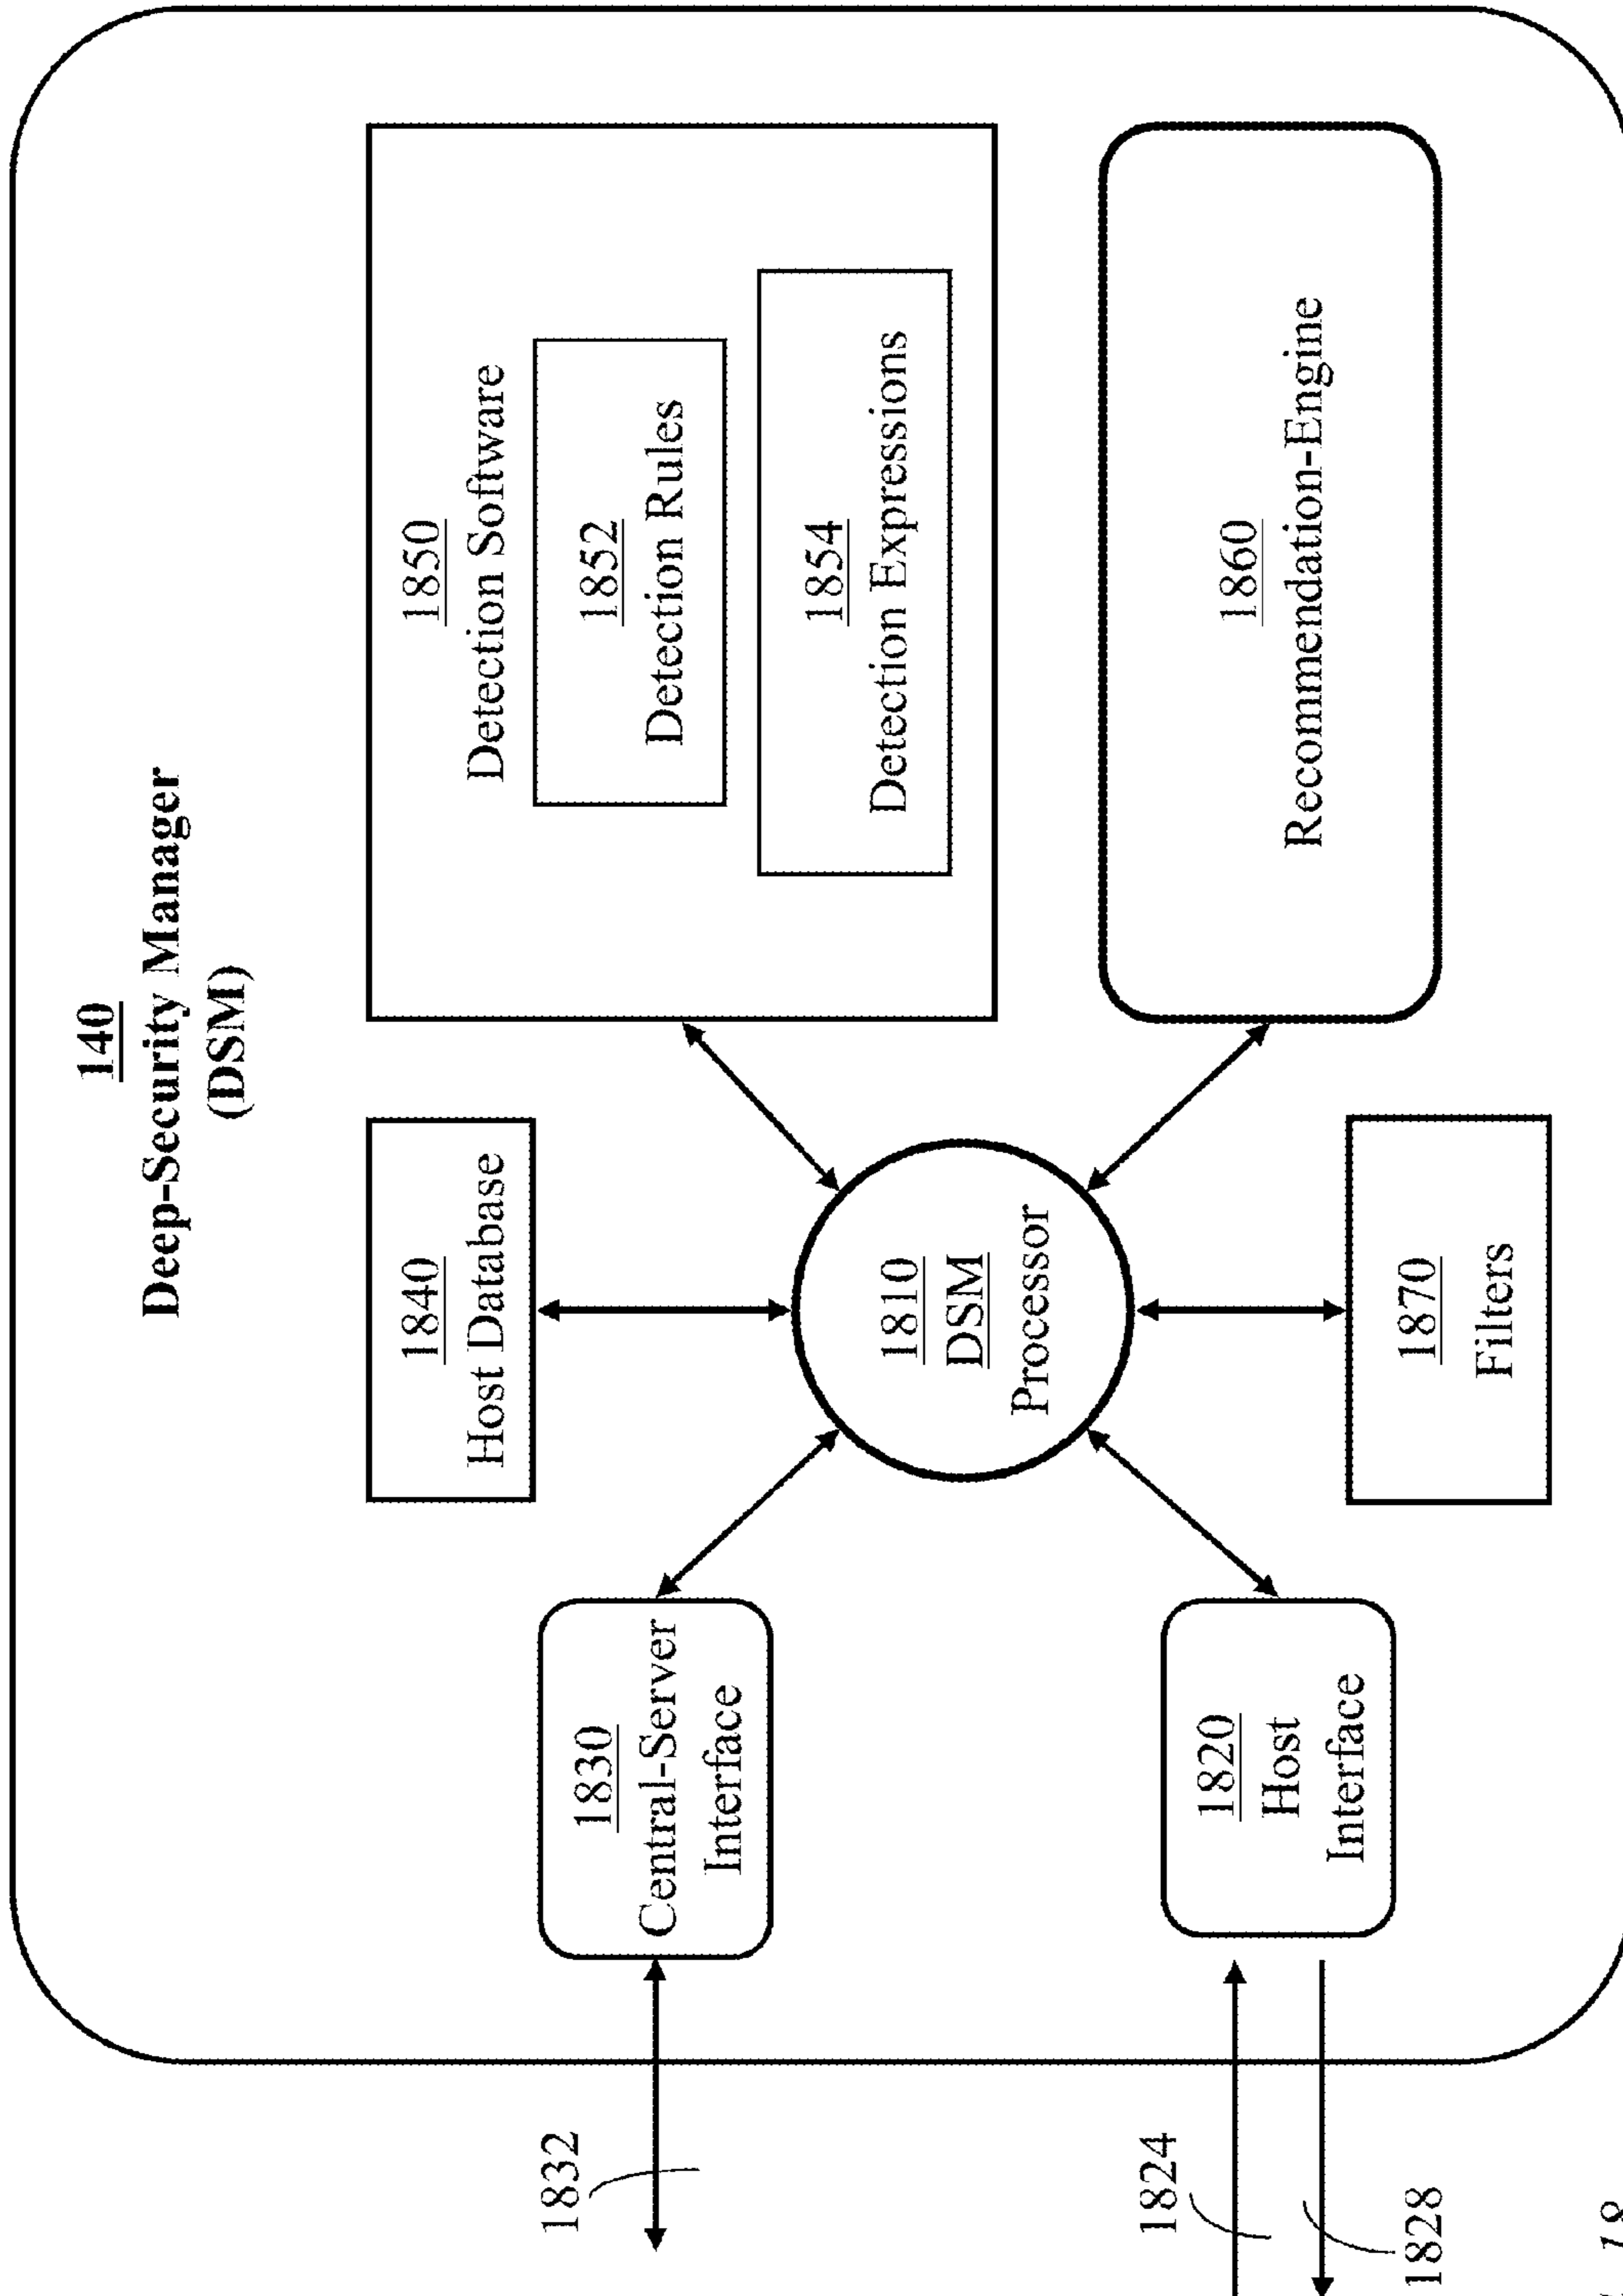 140
Deep-Security Manager
(DSM)
1840
Host Database
1850
Detection Software
1852
Detection Rules
1854
Detection Expressions
1830
Central-Server
Interface
1832
1810
DSM
Processor
1820
Host
Interface
1824
1828
1870
Filters
1860
Recommendation-Engine
18